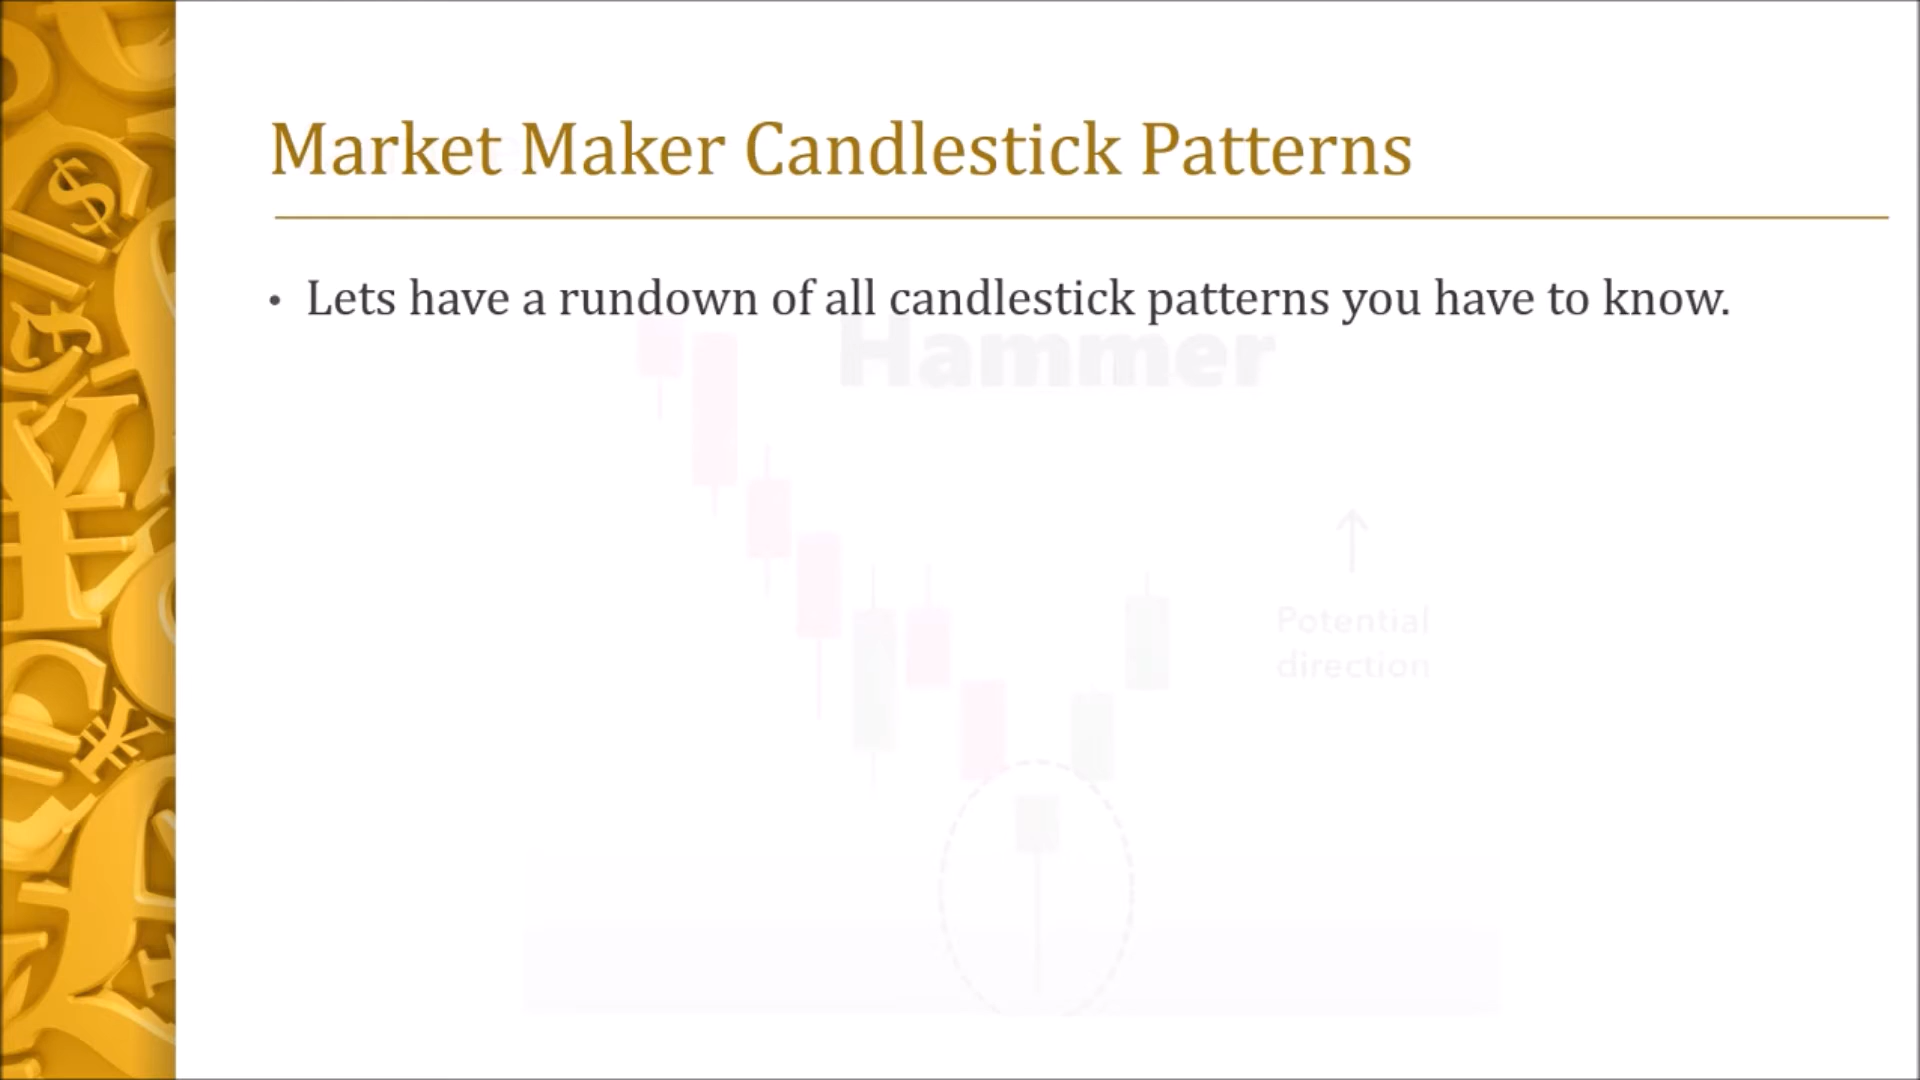 Market Maker Candlestick Patterns
• Lets have a rundown of all candlestick patterns you have to know.
Hammer
Potential
direction